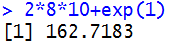 > 2*8*10+exp(1)
[1] 162.7183